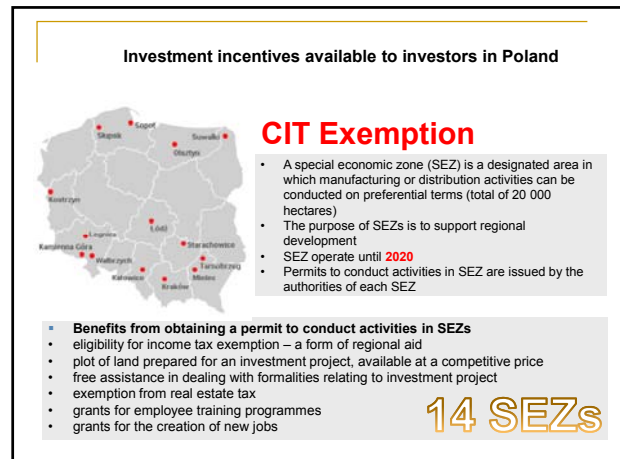 Investment incentives available to investors in Poland
Sopot
Słupsk
Suwałki
Olsztyn
Kostrzyn
Łódź
Legnica
Starachowice
Kamienna Góra
Wałbrzych
Tarnobrzeg
Katowice
Mielec
Kraków
CIT Exemption
• A special economic zone (SEZ) is a designated area in
which manufacturing or distribution activities can be
conducted on preferential terms (total of 20 000
hectares)
• The purpose of SEZs is to support regional
development
• SEZ operate until 2020
• Permits to conduct activities in SEZ are issued by the
authorities of each SEZ
▪ Benefits from obtaining a permit to conduct activities in SEZs
• eligibility for income tax exemption – a form of regional aid
• plot of land prepared for an investment project, available at a competitive price
• free assistance in dealing with formalities relating to investment project
• exemption from real estate tax
• grants for employee training programmes
• grants for the creation of new jobs
14 SEZs